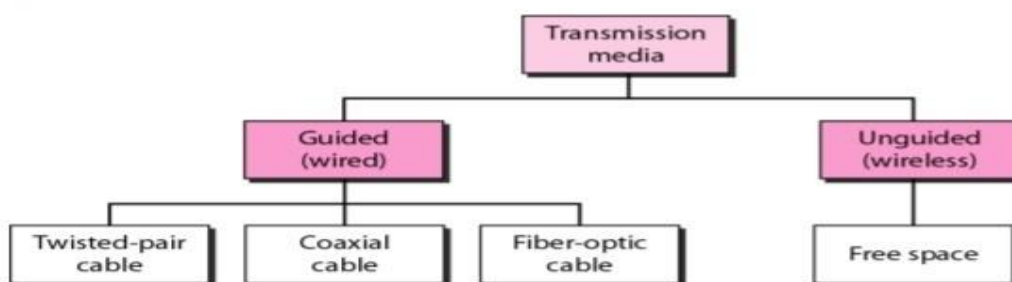 Transmission
media
Guided
(wired)
Unguided
(wireless)
Twisted-pair
cable
Coaxial
cable
Fiber-optic
cable
Free space